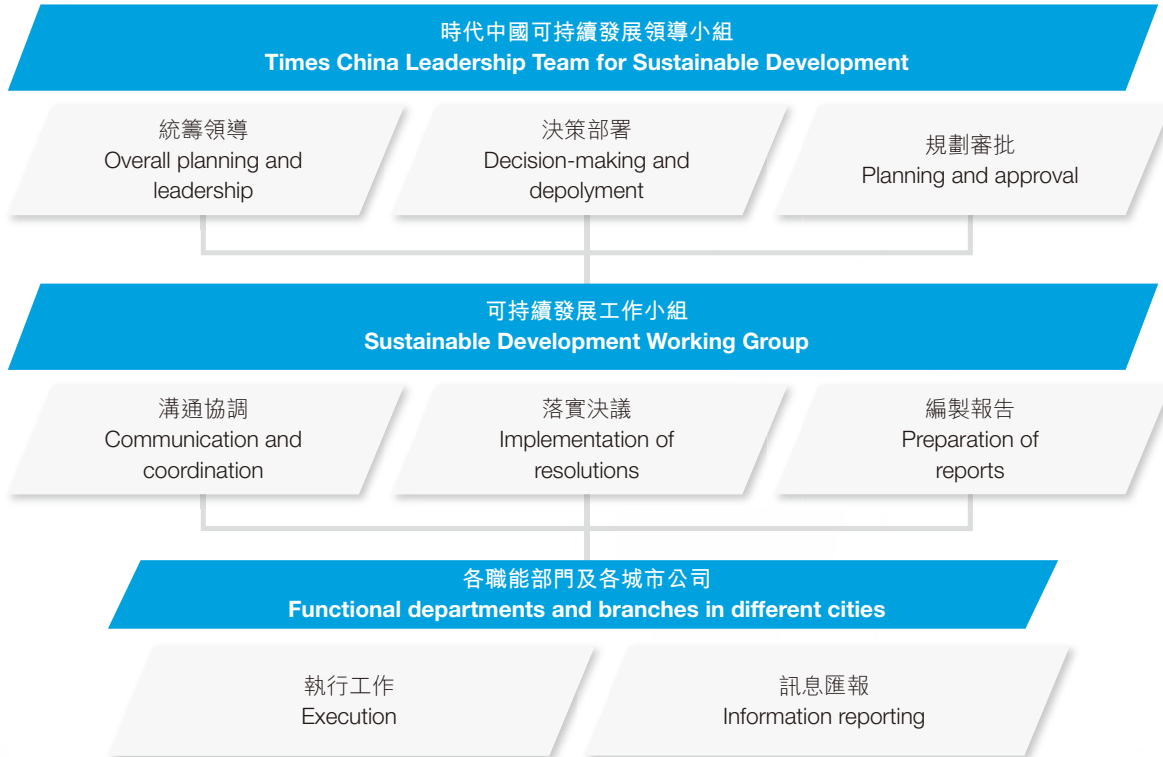 時代中國可持續發展領導小組
Times China Leadership Team for Sustainable Development
統籌領導
Overall planning and
leadership
決策部署
Decision-making and
depolyment
規劃審批
Planning and approval
可持續發展工作小組
Sustainable Development Working Group
溝通協調
Communication and
coordination
落實決議
Implementation of
resolutions
編製報告
Preparation of
reports
各職能部門及各城市公司
Functional departments and branches in different cities
執行工作
Execution
訊息匯報
Information reporting